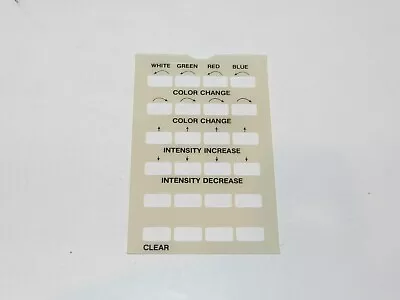 WHITE GREEN RED BLUE
COLOR CHANGE
COLOR CHANGE
INTENSITY INCREASE
INTENSITY DECREASE
CLEAR